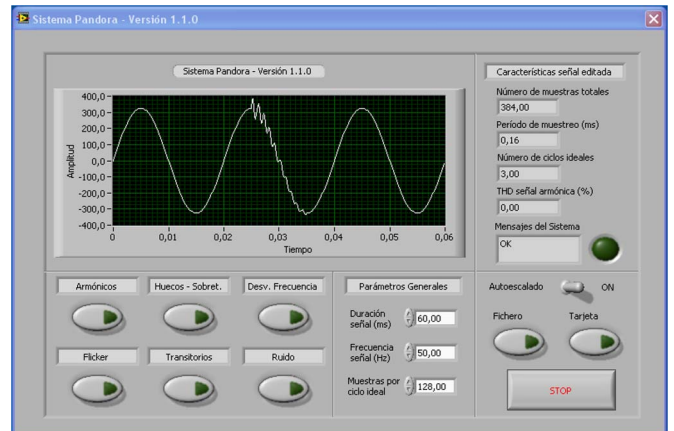 Sistema Pandora - Versión 1.1.0
Sistema Pandora - Versión 1.1.0
Amplitud
400,0
300,0
200,0
100,0
0,0
-100,0
-200,0
-300,0
-400,0
0 0,01 0,02 0,03 0,04 0,05 0,06
Tiempo
Características señal editada
Número de muestras totales
384,00
Período de muestreo (ms)
0,16
Número de ciclos ideales
3,00
THD señal armónica (%)
0,00
Mensajes del Sistema
OK
Armónicos Huecos - Sobret. Desv. Frecuencia
Flicker Transitorios Ruido
Parámetros Generales
Duración
señal (ms) 60,00
Frecuencia
señal (Hz) 50,00
Muestras por
ciclo ideal 128,00
Autoescalado ON
Fichero Tarjeta
STOP